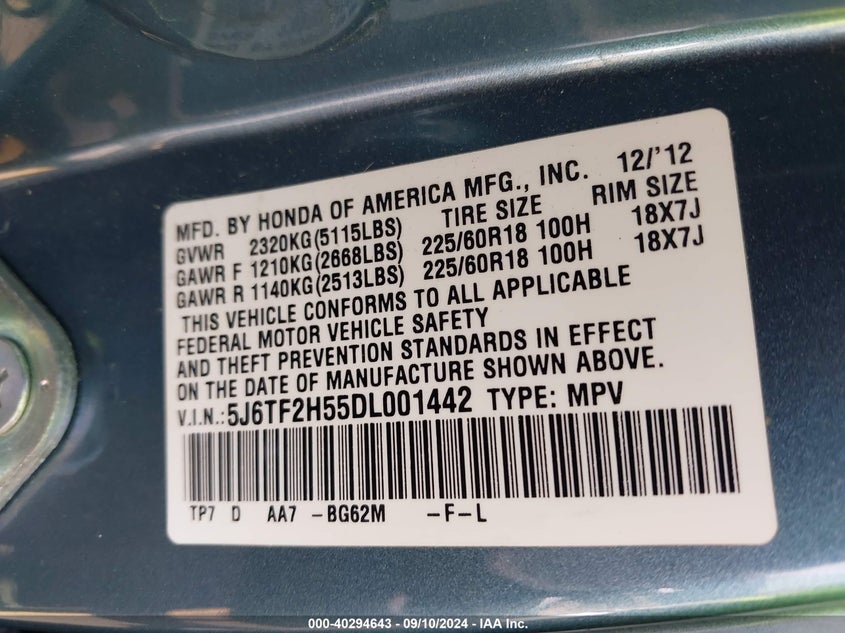 MFD. BY HONDA OF AMERICA MFG., INC. 12/'12
GVWR 2320KG(5115LBS) TIRE SIZE RIM SIZE
GAWR F 1210KG(2668LBS) 225/60R18 100H 18X7J
GAWR R 1140KG(2513LBS) 225/60R18 100H 18X7J
THIS VEHICLE CONFORMS TO ALL APPLICABLE
FEDERAL MOTOR VEHICLE SAFETY
AND THEFT PREVENTION STANDARDS IN EFFECT
ON THE DATE OF MANUFACTURE SHOWN ABOVE.
V.I.N.:5J6TF2H55DL001442 TYPE: MPV
TP7 D AA7 -BG62M -F-L
000-40294643 - 09/10/2024 - IAA Inc.